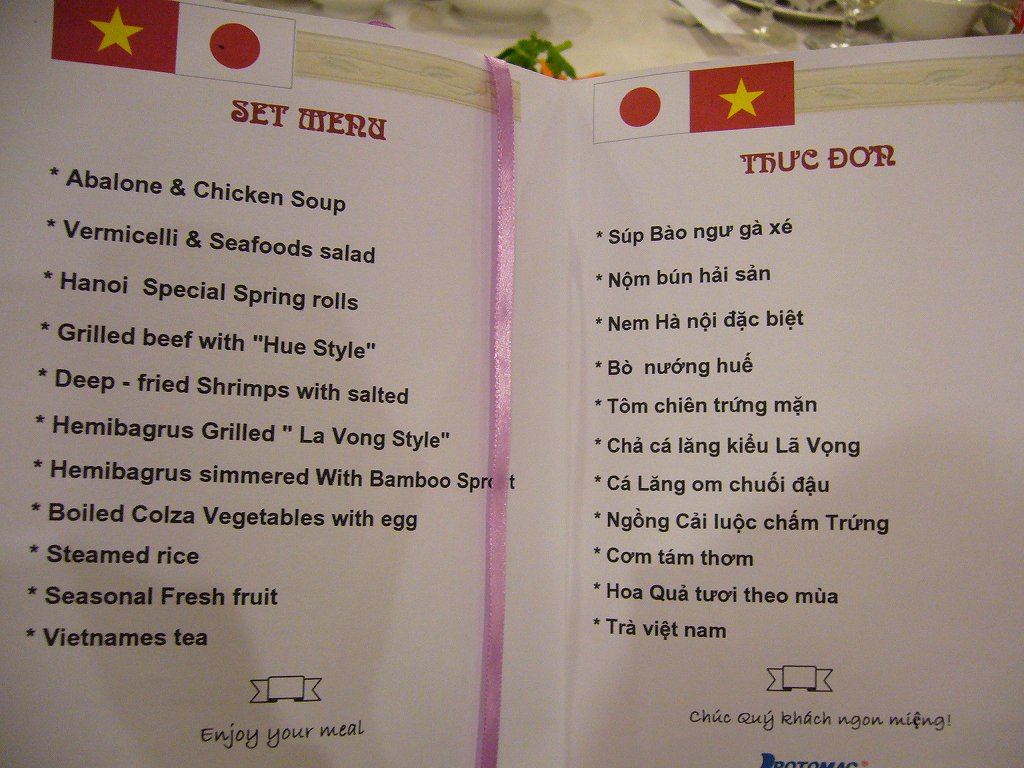 SET MENU
* Abalone & Chicken Soup
* Vermicelli & Seafoods salad
* Hanoi Special Spring rolls
* Grilled beef with "Hue Style"
* Deep - fried Shrimps with salted
* Hemibagrus Grilled " La Vong Style"
* Hemibagrus simmered With Bamboo
* Boiled Colza Vegetables with egg
* Steamed rice
* Seasonal Fresh fruit
* Vietnames tea
Enjoy your meal
THỰC ĐƠN
* Súp Bào ngư gà xé
* Nộm bún hải sản
* Nem Hà nội đặc biệt
* Bò nướng huế
* Tôm chiên trứng mặn
* Chả cá lăng kiểu Lã Vọng
* Cá Lăng om chuối đậu
* Ngồng Cải luộc chấm Trứng
* Cơm tám thơm
* Hoa Quả tươi theo mùa
* Trà việt nam
Chúc Quý khách ngon miệng!